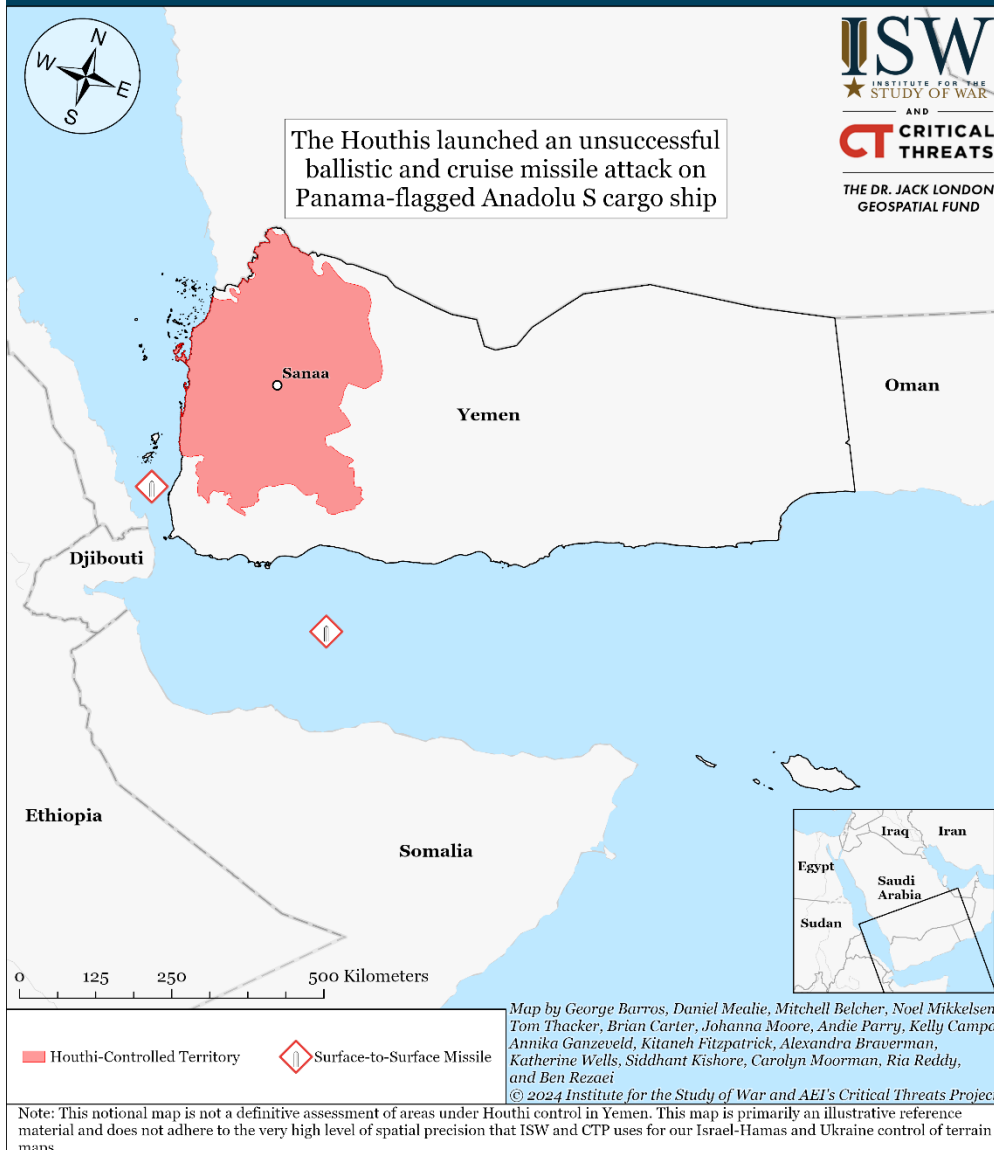 N
W
E
S
ISW
INSTITUTE FOR THE
STUDY OF WAR
AND
CT CRITICAL
THREATS
THE DR. JACK LONDON
GEOSPATIAL FUND
The Houthis launched an unsuccessful
ballistic and cruise missile attack on
Panama-flagged Anadolu S cargo ship
Sanaa
Yemen
Oman
Djibouti
Ethiopia
Somalia
Iraq
Iran
Egypt
Saudi
Arabia
Sudan
0 125 250 500 Kilometers
Map by George Barros, Daniel Mealie, Mitchell Belcher, Noel Mikkelsen
Tom Thacker, Brian Carter, Johanna Moore, Andie Parry, Kelly Campa
Annika Ganzeveld, Kitaneh Fitzpatrick, Alexandra Braverman,
Katherine Wells, Siddhant Kishore, Carolyn Moorman, Ria Reddy,
and Ben Rezaei
© 2024 Institute for the Study of War and AEI's Critical Threats Project
Houthi-Controlled Territory
Surface-to-Surface Missile
Note: This notional map is not a definitive assessment of areas under Houthi control in Yemen. This map is primarily an illustrative reference
material and does not adhere to the very high level of spatial precision that ISW and CTP uses for our Israel-Hamas and Ukraine control of terrain
maps.